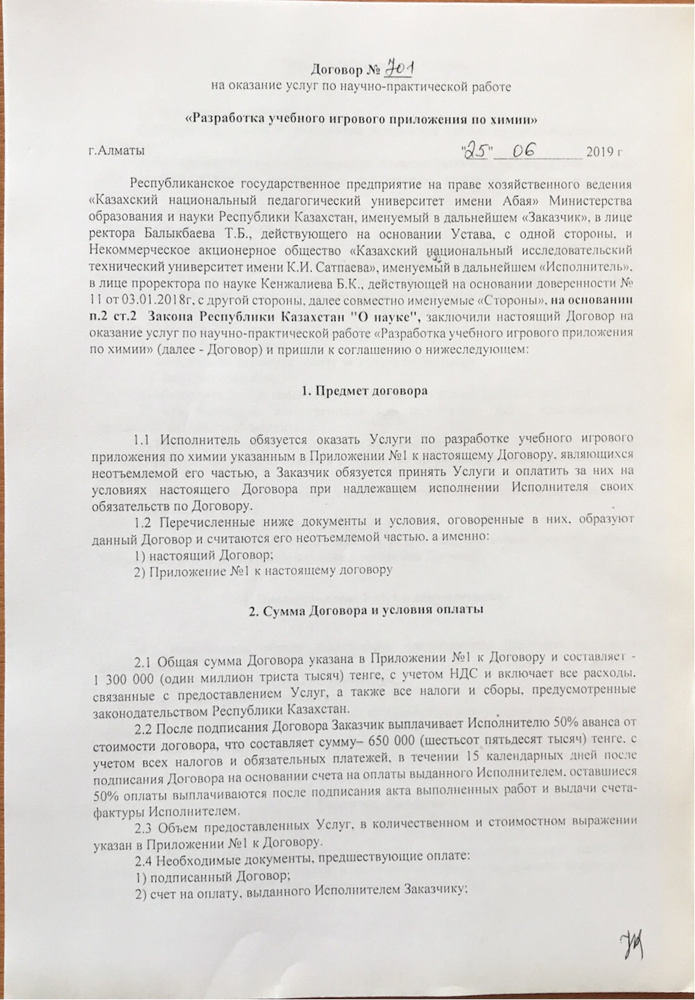 Договор № 701
на оказание услуг по научно-практической работе
«Разработка учебного игрового приложения по химии»
г.Алматы "25" 06 2019 г
Республиканское государственное предприятие на праве хозяйственного ведения
«Казахский национальный педагогический университет имени Абая» Министерства
образования и науки Республики Казахстан, именуемый в дальнейшем «Заказчик», в лице
ректора Балыкбаева Т.Б., действующего на основании Устава, с одной стороны, и
Некоммерческое акционерное общество «Казахский национальный исследовательский
технический университет имени К.И. Сатпаева», именуемый в дальнейшем «Исполнитель»,
в лице проректора по науке Кенжалиева Б.К., действующей на основании доверенности №
11 от 03.01.2018г, с другой стороны, далее совместно именуемые «Стороны», на основании
п.2 ст.2 Закона Республики Казахстан "О науке", заключили настоящий Договор на
оказание услуг по научно-практической работе «Разработка учебного игрового приложения
по химии» (далее - Договор) и пришли к соглашению о нижеследующем:
1. Предмет договора
1.1 Исполнитель обязуется оказать Услуги по разработке учебного игрового
приложения по химии указанным в Приложении №1 к настоящему Договору, являющихся
неотъемлемой его частью, а Заказчик обязуется принять Услуги и оплатить за них на
условиях настоящего Договора при надлежащем исполнении Исполнителя своих
обязательств по Договору.
1.2 Перечисленные ниже документы и условия, оговоренные в них, образуют
данный Договор и считаются его неотъемлемой частью, а именно:
1) настоящий Договор;
2) Приложение №1 к настоящему договору
2. Сумма Договора и условия оплаты
2.1 Общая сумма Договора указана в Приложении №1 к Договору и составляет -
1 300 000 (один миллион триста тысяч) тенге, с учетом НДС и включает все расходы,
связанные с предоставлением Услуг, а также все налоги и сборы, предусмотренные
законодательством Республики Казахстан.
2.2 После подписания Договора Заказчик выплачивает Исполнителю 50% аванса от
стоимости договора, что составляет сумму– 650 000 (шестьсот пятьдесят тысяч) тенге, с
учетом всех налогов и обязательных платежей, в течении 15 календарных дней после
подписания Договора на основании счета на оплаты выданного Исполнителем, оставшиеся
50% оплаты выплачиваются после подписания акта выполненных работ и выдачи счета-
фактуры Исполнителем.
2.3 Объем предоставленных Услуг, в количественном и стоимостном выражении
указан в Приложении №1 к Договору.
2.4 Необходимые документы, предшествующие оплате:
1) подписанный Договор;
2) счет на оплату, выданного Исполнителем Заказчику;